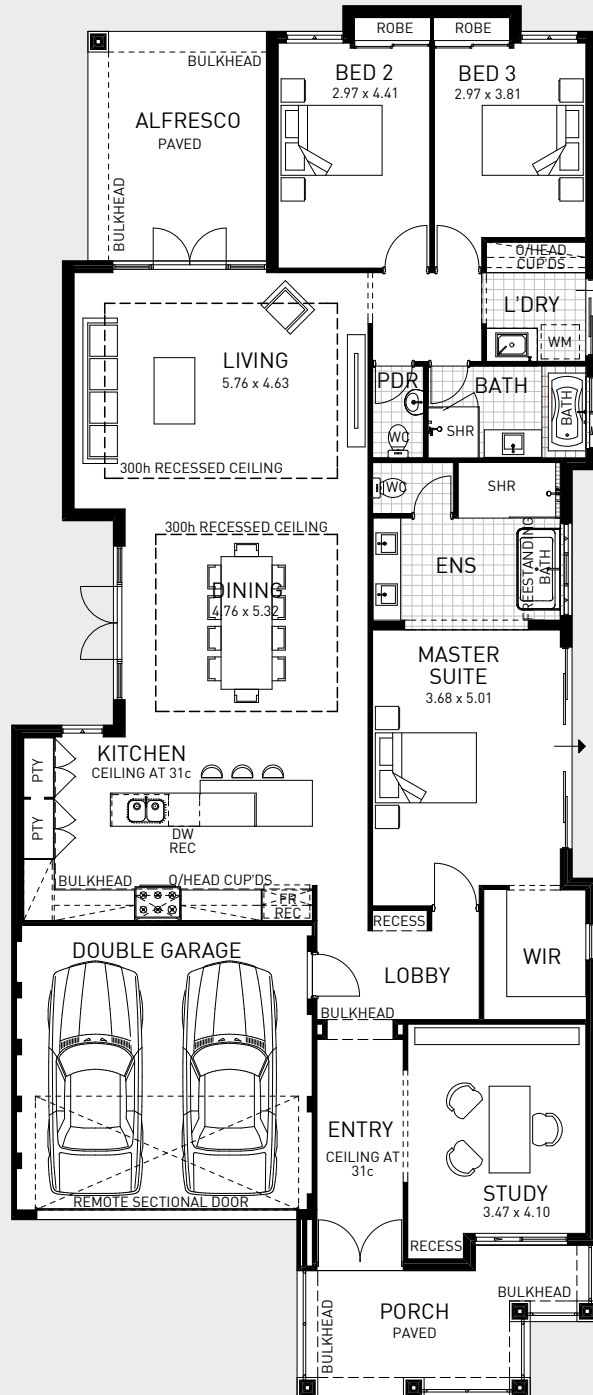 ROBE
ROBE
BULKHEAD
BED 2
2.97 x 4.41
BED 3
2.97 x 3.81
ALFRESCO
PAVED
BULKHEAD
O/HEAD
CUP'DS
L'DRY
WM
LIVING
5.76 x 4.63
PDR
BATH
BATH
WC
SHR
300h RECESSED CEILING
WC
SHR
300h RECESSED CEILING
ENS
FREESTANDING
BATH
DINING
4.76 x 5.32
MASTER
SUITE
3.68 x 5.01
KITCHEN
CEILING AT 31c
PTY
PTY
DW
REC
BULKHEAD
O/HEAD CUP'DS
FR
REC
RECESS
DOUBLE GARAGE
LOBBY
WIR
BULKHEAD
ENTRY
CEILING AT
31c
STUDY
3.47 x 4.10
REMOTE SECTIONAL DOOR
RECESS
BULKHEAD
PORCH
PAVED
BULKHEAD